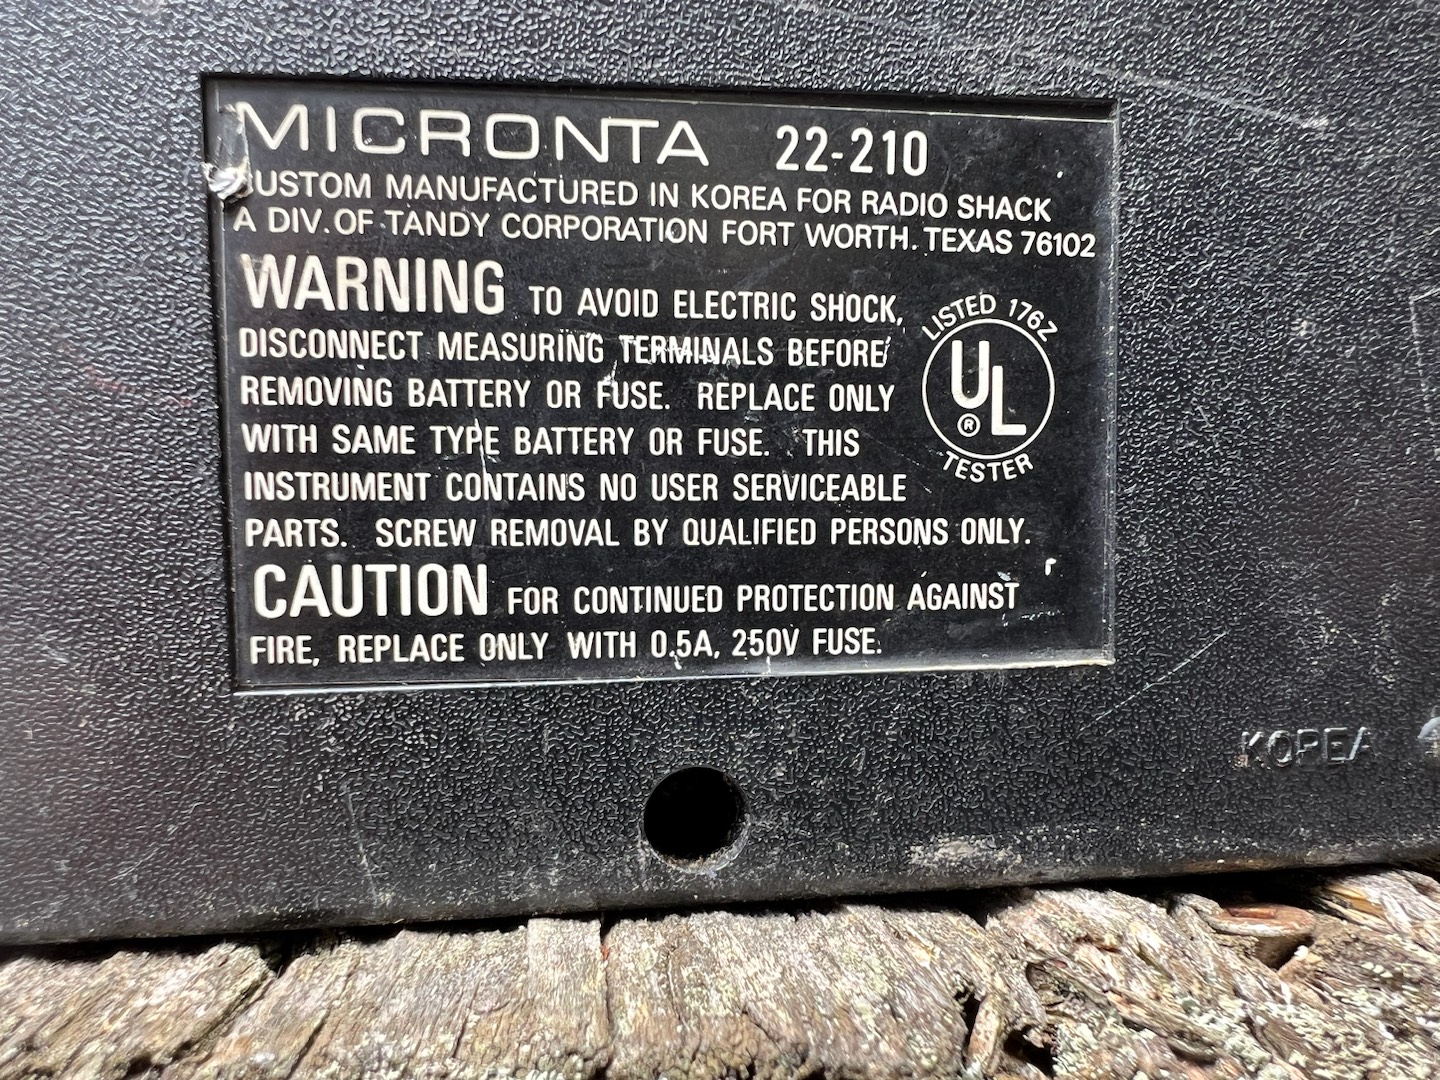 MICRONTA 22-210
CUSTOM MANUFACTURED IN KOREA FOR RADIO SHACK
A DIV. OF TANDY CORPORATION FORT WORTH. TEXAS 76102
WARNING TO AVOID ELECTRIC SHOCK,
DISCONNECT MEASURING TERMINALS BEFORE
REMOVING BATTERY OR FUSE. REPLACE ONLY
WITH SAME TYPE BATTERY OR FUSE. THIS
INSTRUMENT CONTAINS NO USER SERVICEABLE
PARTS. SCREW REMOVAL BY QUALIFIED PERSONS ONLY.
CAUTION FOR CONTINUED PROTECTION AGAINST
FIRE, REPLACE ONLY WITH 0.5A, 250V FUSE.
LISTED 176Z
UL
®
TESTER
KOREA